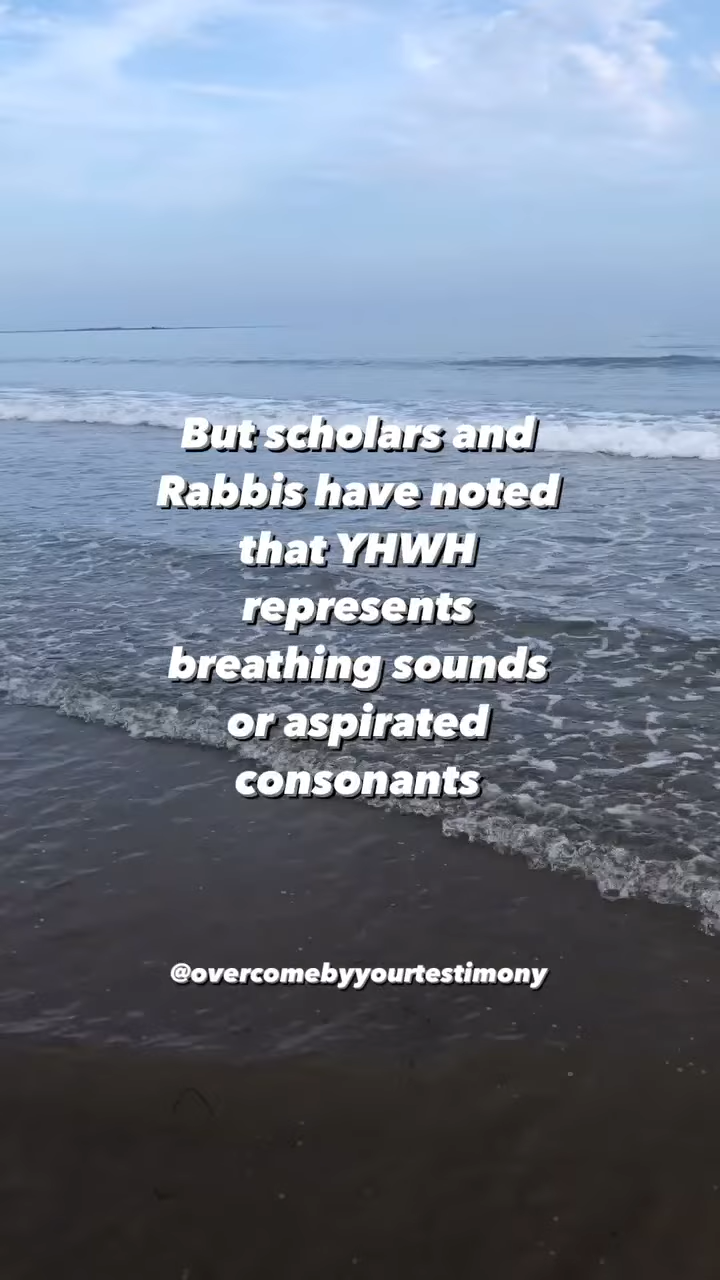 But scholars and
Rabbis have noted
that YHWH
represents
breathing sounds
or aspirated
consonants
@overcomebyyourtestimony